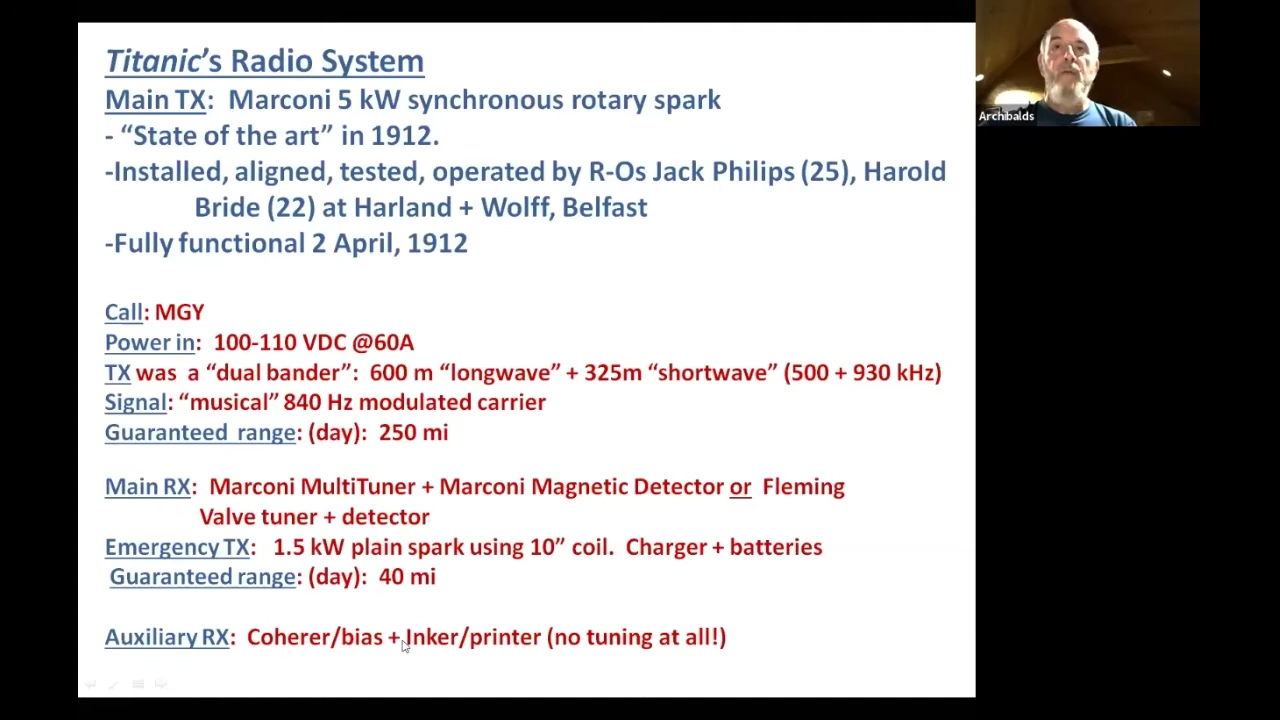 Titanic's Radio System
Main TX: Marconi 5 kW synchronous rotary spark
- “State of the art” in 1912.
-Installed, aligned, tested, operated by R-Os Jack Philips (25), Harold
Bride (22) at Harland + Wolff, Belfast
-Fully functional 2 April, 1912
Call: MGY
Power in: 100-110 VDC @60A
TX was a “dual bander”: 600 m “longwave” + 325m “shortwave” (500 + 930 kHz)
Signal: “musical” 840 Hz modulated carrier
Guaranteed range: (day): 250 mi
Main RX: Marconi MultiTuner + Marconi Magnetic Detector or Fleming
Valve tuner + detector
Emergency TX: 1.5 kW plain spark using 10” coil. Charger + batteries
Guaranteed range: (day): 40 mi
Auxiliary RX: Coherer/bias + Inker/printer (no tuning at all!)
Archibalds